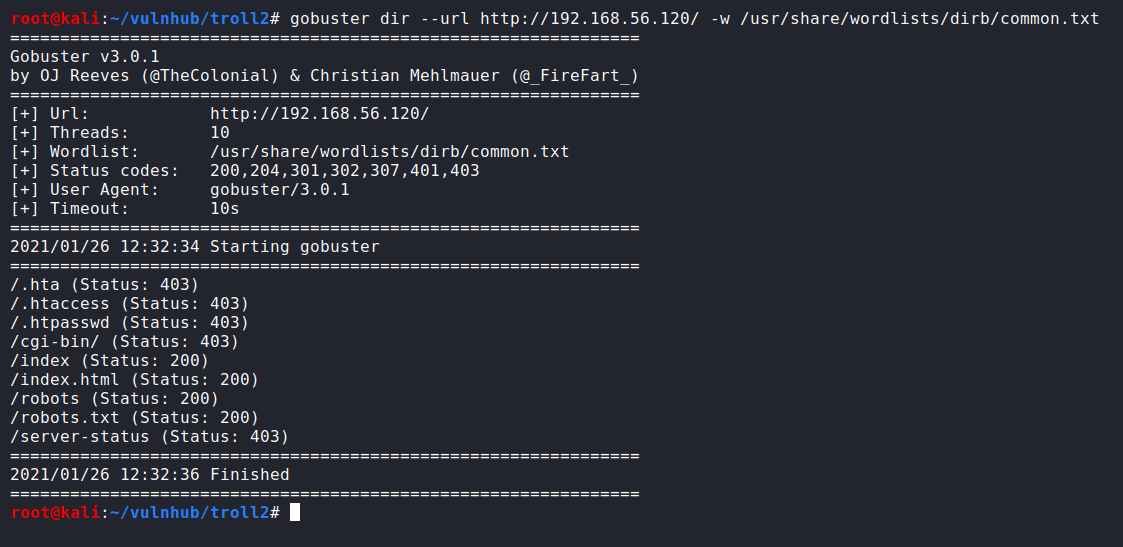 root@kali:~/vulnhub/troll2# gobuster dir --url http://192.168.56.120/ -w /usr/share/wordlists/dirb/common.txt
===============================================================
Gobuster v3.0.1
by OJ Reeves (@TheColonial) & Christian Mehlmauer (@_FireFart_)
===============================================================
[+] Url:            http://192.168.56.120/
[+] Threads:        10
[+] Wordlist:       /usr/share/wordlists/dirb/common.txt
[+] Status codes:   200,204,301,302,307,401,403
[+] User Agent:     gobuster/3.0.1
[+] Timeout:        10s
===============================================================
2021/01/26 12:32:34 Starting gobuster
===============================================================
/.hta (Status: 403)
/.htaccess (Status: 403)
/.htpasswd (Status: 403)
/cgi-bin/ (Status: 403)
/index (Status: 200)
/index.html (Status: 200)
/robots (Status: 200)
/robots.txt (Status: 200)
/server-status (Status: 403)
===============================================================
2021/01/26 12:32:36 Finished
===============================================================
root@kali:~/vulnhub/troll2#